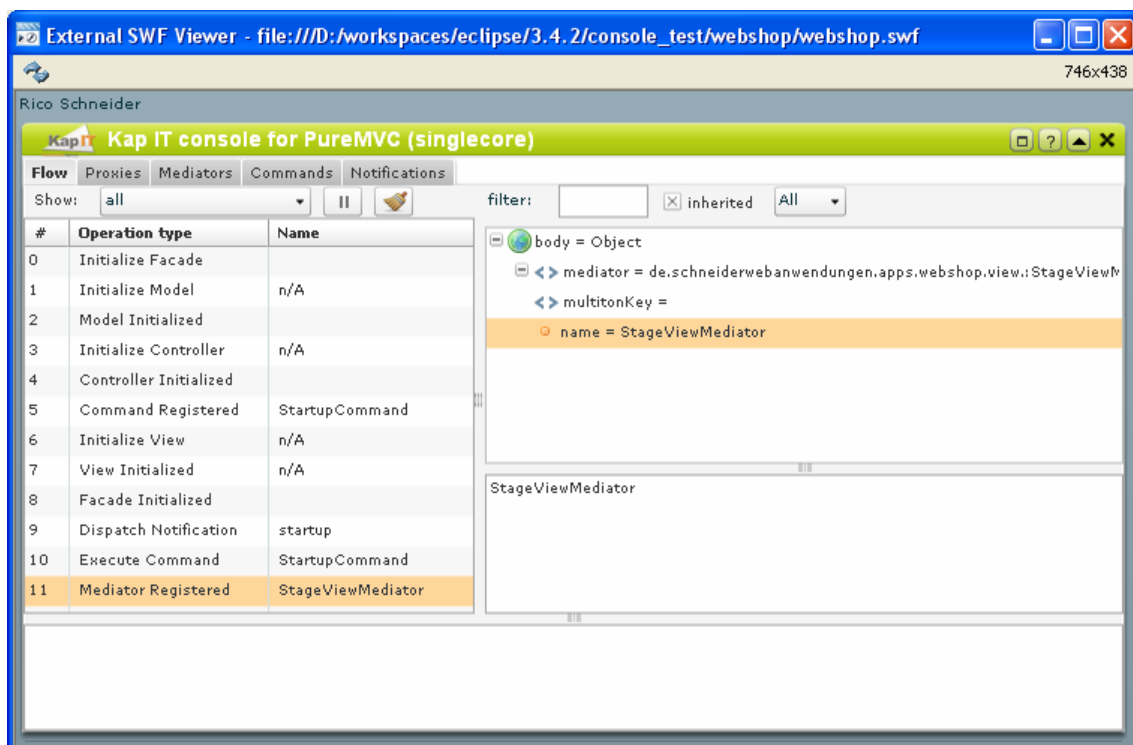 External SWF Viewer - file:///D:/workspaces/eclipse/3.4.2/console_test/webshop/webshop.swf
746x438
Rico Schneider
Kap IT Kap IT console for PureMVC (singlecore)
Flow Proxies Mediators Commands Notifications
Show: all filter: inherited All
# Operation type Name
0 Initialize Facade
1 Initialize Model n/A
2 Model Initialized
3 Initialize Controller n/A
4 Controller Initialized
5 Command Registered StartupCommand
6 Initialize View n/A
7 View Initialized n/A
8 Facade Initialized
9 Dispatch Notification startup
10 Execute Command StartupCommand
11 Mediator Registered StageViewMediator
body = Object
mediator = de.schneiderwebanwendungen.apps.webshop.view.:StageViewM
multitonKey =
name = StageViewMediator
StageViewMediator